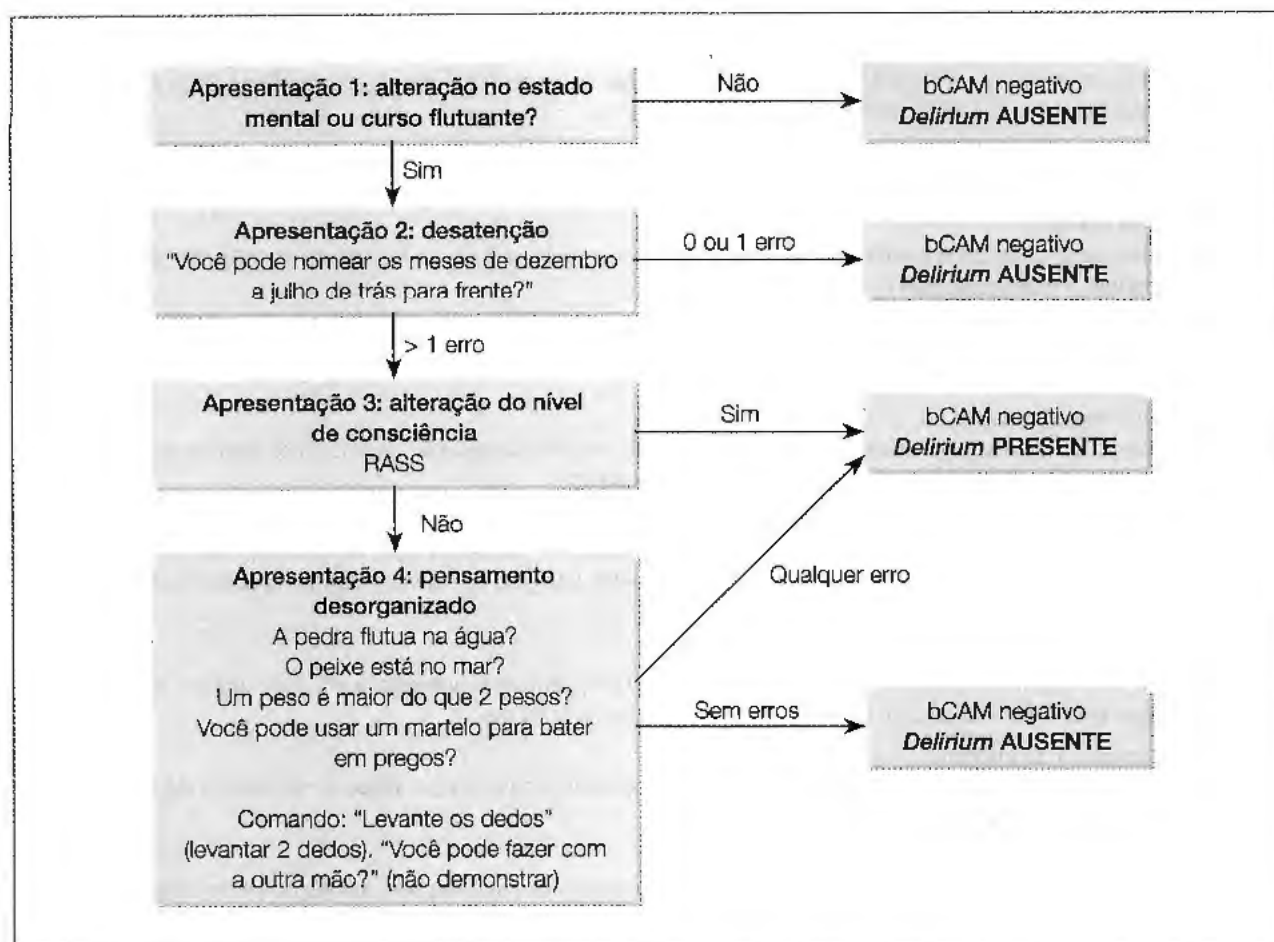 Apresentação 1: alteração no estado
mental ou curso flutuante?
Não
bCAM negativo
Delirium AUSENTE
Sim
Apresentação 2: desatenção
"Você pode nomear os meses de dezembro
a julho de trás para frente?"
0 ou 1 erro
bCAM negativo
Delirium AUSENTE
> 1 erro
Apresentação 3: alteração do nível
de consciência
RASS
Sim
bCAM negativo
Delirium PRESENTE
Não
Apresentação 4: pensamento
desorganizado
A pedra flutua na água?
O peixe está no mar?
Um peso é maior do que 2 pesos?
Você pode usar um martelo para bater
em pregos?
Comando: "Levante os dedos"
(levantar 2 dedos). "Você pode fazer com
a outra mão?" (não demonstrar)
Qualquer erro
Sem erros
bCAM negativo
Delirium AUSENTE